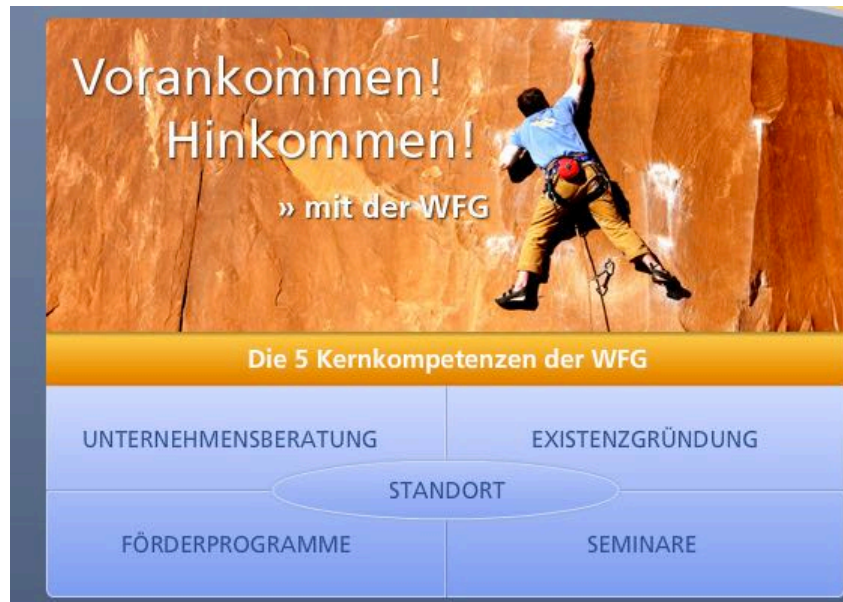 Vorankommen!
Hinkommen!
» mit der WFG
Die 5 Kernkompetenzen der WFG
UNTERNEHMENSBERATUNG
EXISTENZGRÜNDUNG
STANDORT
FÖRDERPROGRAMME
SEMINARE